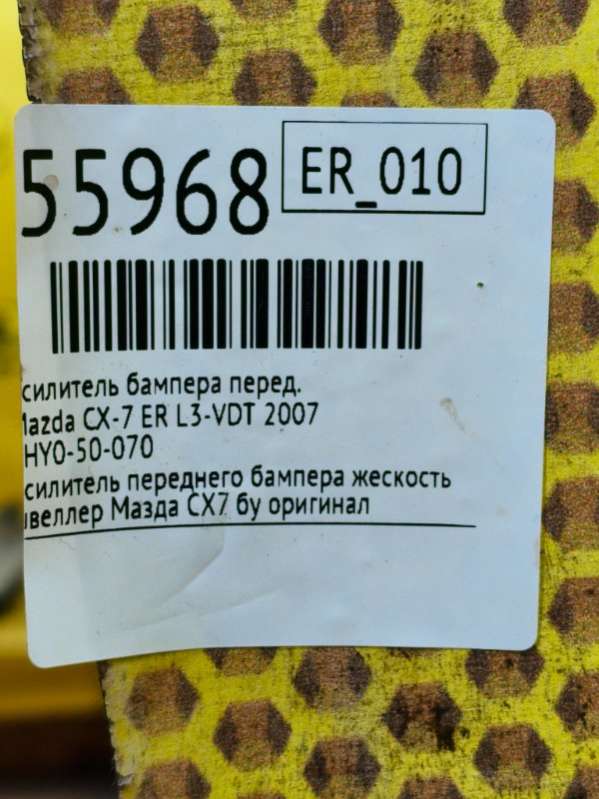 55968
ER_010
силитель бампера перед.
Mazda CX-7 ER L3-VDT 2007
HY0-50-070
силитель переднего бампера жескость
веллер Мазда CX7 бу оригинал